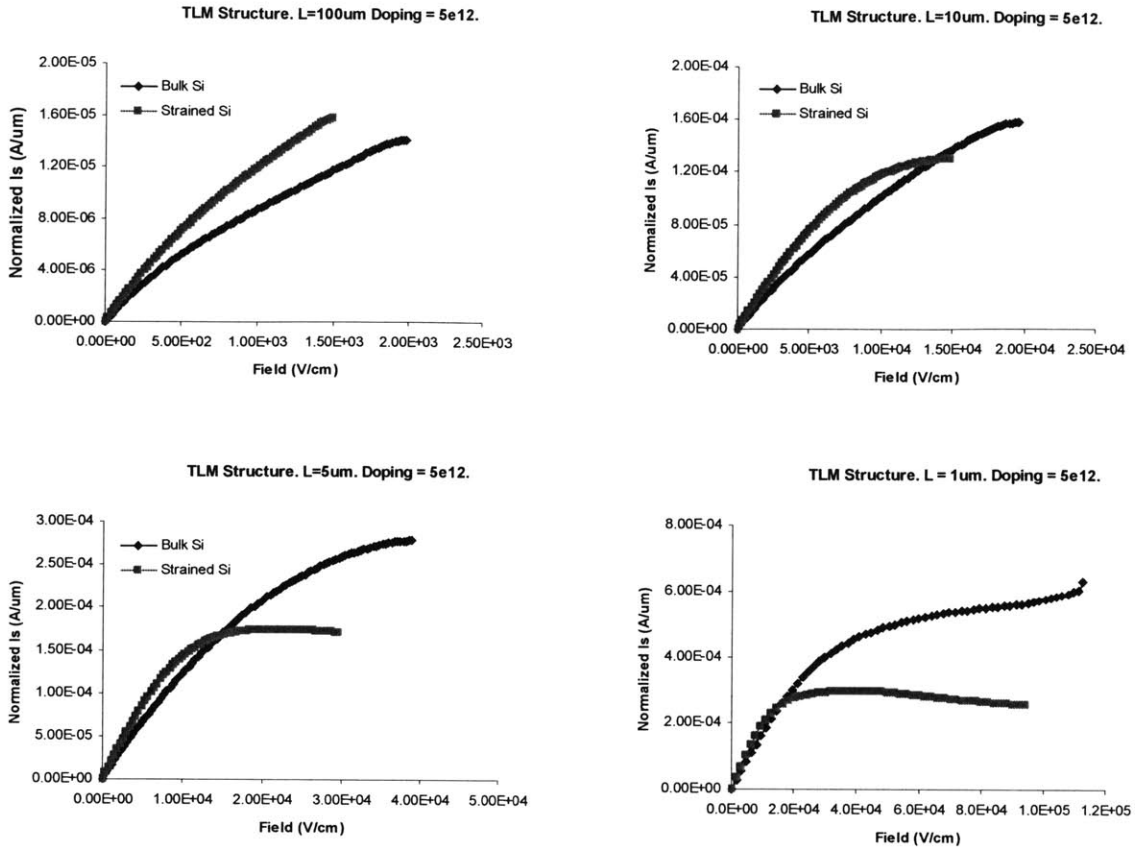 TLM Structure. L=100um Doping = 5e12.
Normalized Is (A/um)
2.00E-05
1.60E-05
1.20E-05
8.00E-06
4.00E-06
0.00E+00
Bulk Si
Strained Si
0.00E+00 5.00E+02 1.00E+03 1.50E+03 2.00E+03 2.50E+03
Field (V/cm)
TLM Structure. L=10um. Doping = 5e12.
Normalized Is (A/um)
2.00E-04
1.60E-04
1.20E-04
8.00E-05
4.00E-05
0.00E+00
Bulk Si
Strained Si
0.00E+00 5.00E+03 1.00E+04 1.50E+04 2.00E+04 2.50E+04
Field (V/cm)
TLM Structure. L=5um. Doping = 5e12.
Normalized Is (A/um)
3.00E-04
2.50E-04
2.00E-04
1.50E-04
1.00E-04
5.00E-05
0.00E+00
Bulk Si
Strained Si
0.00E+00 1.00E+04 2.00E+04 3.00E+04 4.00E+04 5.00E+04
Field (V/cm)
TLM Structure. L = 1um. Doping = 5e12.
Normalized Is (A/um)
8.00E-04
6.00E-04
4.00E-04
2.00E-04
0.00E+00
0.0E+00 2.0E+04 4.0E+04 6.0E+04 8.0E+04 1.0E+05 1.2E+05
Field (V/cm)